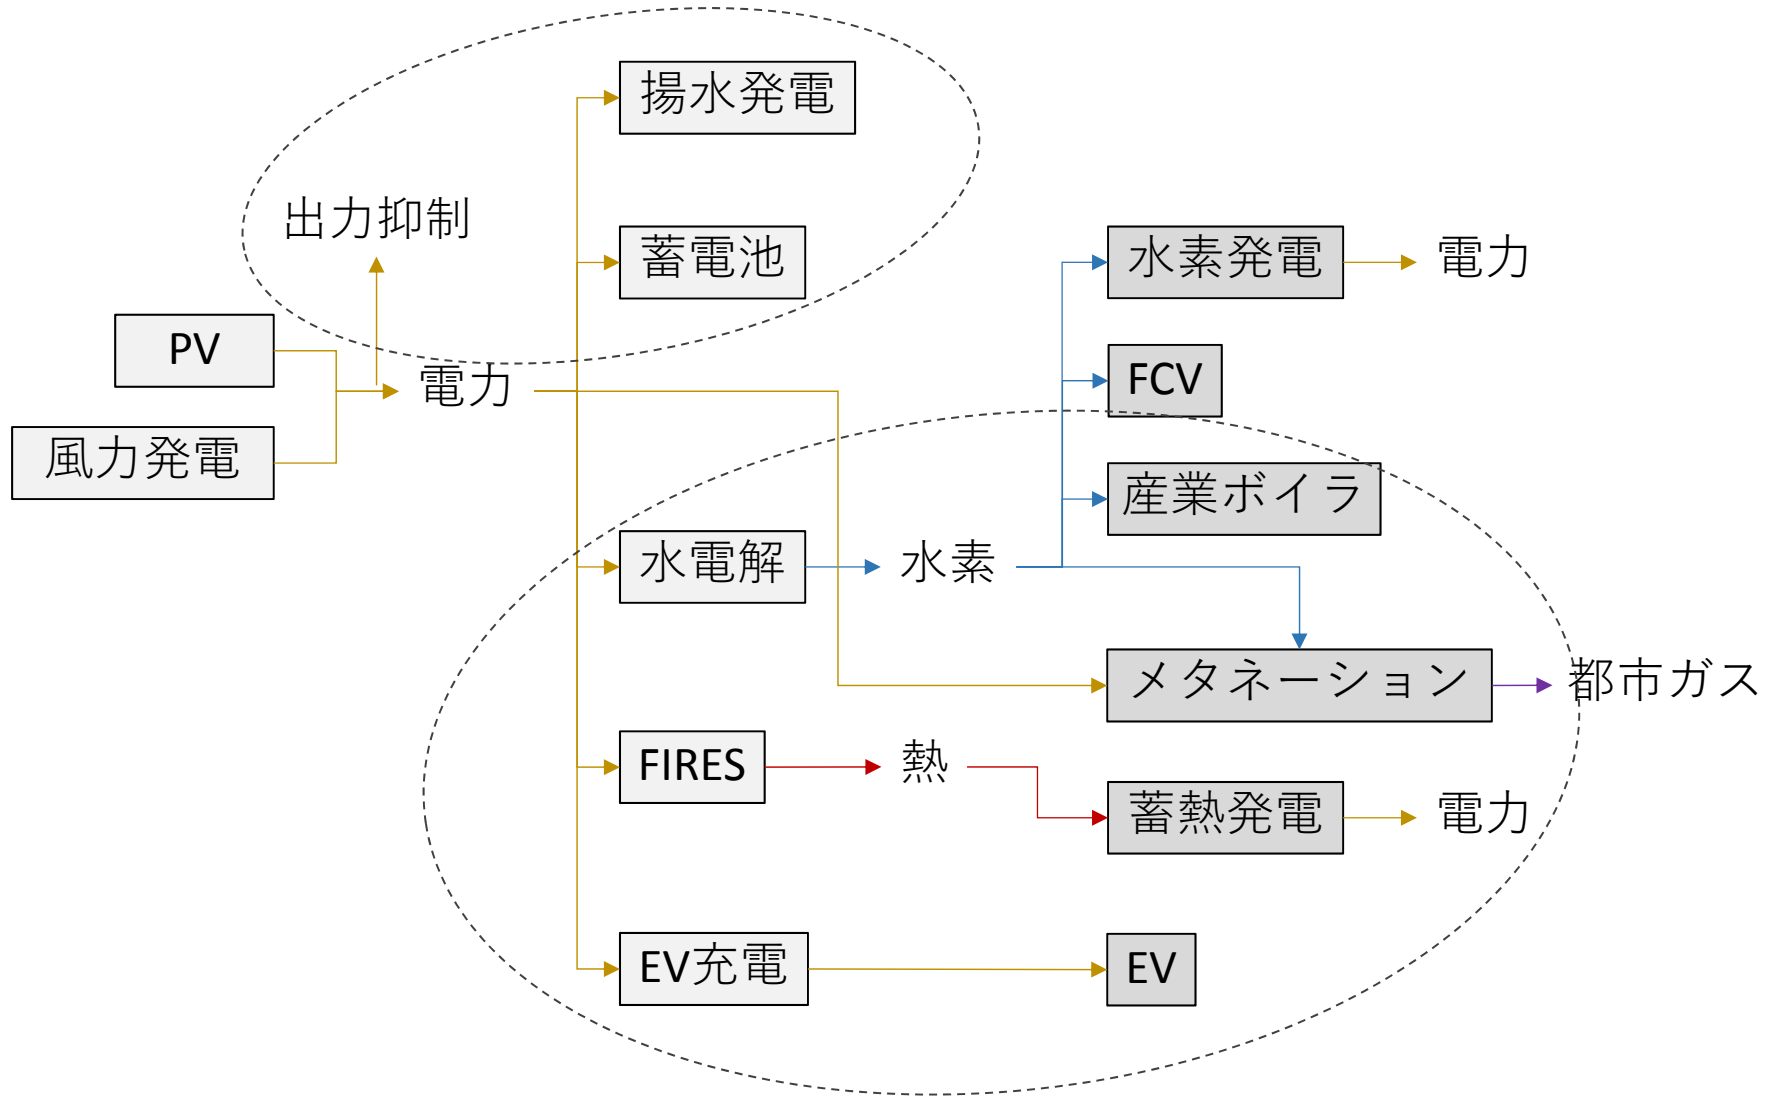 揚水発電
出力抑制
蓄電池
水素発電
電力
PV
電力
FCV
風力発電
産業ボイラ
水電解
水素
メタネーション
都市ガス
FIRES
熱
蓄熱発電
電力
EV充電
EV